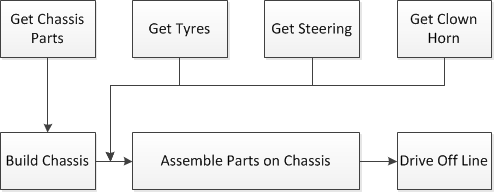 Get Chassis
Parts
Get Tyres
Get Steering
Get Clown
Horn
Build Chassis
Assemble Parts on Chassis
Drive Off Line